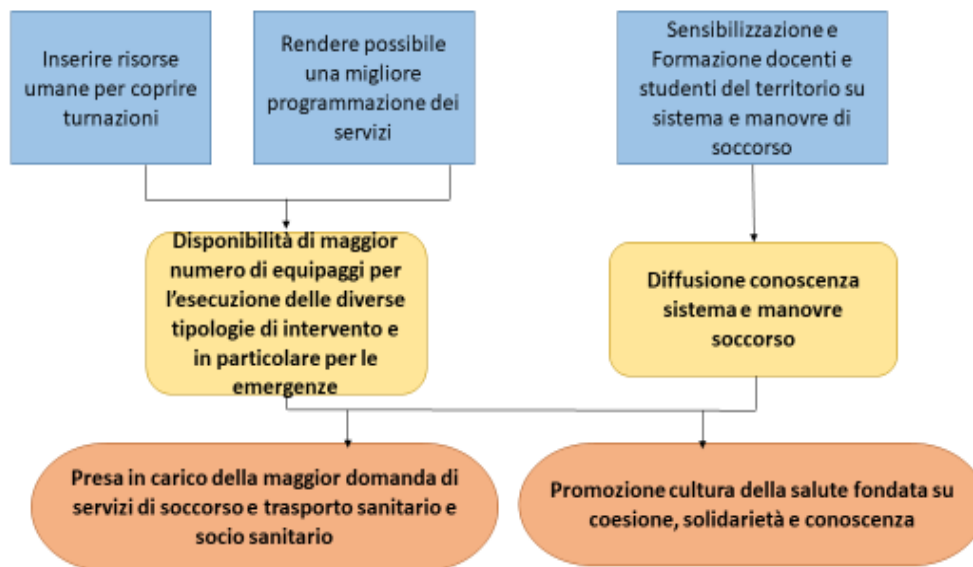 Inserire risorse
umane per coprire
turnazioni
Rendere possibile
una migliore
programmazione dei
servizi
Sensibilizzazione e
Formazione docenti e
studenti del territorio su
sistema e manovre di
soccorso
Disponibilità di maggior
numero di equipaggi per
l'esecuzione delle diverse
tipologie di intervento e
in particolare per le
emergenze
Diffusione conoscenza
sistema e manovre
soccorso
Presa in carico della maggior domanda di
servizi di soccorso e trasporto sanitario e
socio sanitario
Promozione cultura della salute fondata su
coesione, solidarietà e conoscenza